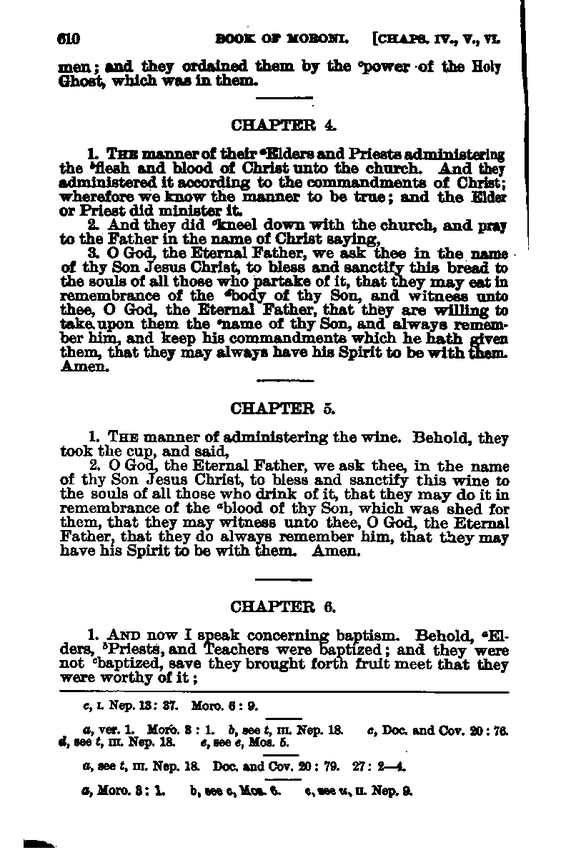 610 BOOK OF MORONI. [CHAPS. IV., V., VI.
men; and they ordained them by the ᵉpower of the Holy
Ghost, which was in them.
CHAPTER 4.
1. THE manner of their ᵃElders and Priests administering
the ᵇflesh and blood of Christ unto the church. And they
administered it according to the commandments of Christ;
wherefore we know the manner to be true; and the Elder
or Priest did minister it.
2. And they did ᶜkneel down with the church, and pray
to the Father in the name of Christ saying,
3. O God, the Eternal Father, we ask thee in the name
of thy Son Jesus Christ, to bless and sanctify this bread to
the souls of all those who partake of it, that they may eat in
remembrance of the ᵈbody of thy Son, and witness unto
thee, O God, the Eternal Father, that they are willing to
take upon them the ᵉname of thy Son, and always remem-
ber him, and keep his commandments which he hath given
them, that they may always have his Spirit to be with them.
Amen.
CHAPTER 5.
1. THE manner of administering the wine. Behold, they
took the cup, and said,
2. O God, the Eternal Father, we ask thee, in the name
of thy Son Jesus Christ, to bless and sanctify this wine to
the souls of all those who drink of it, that they may do it in
remembrance of the ᵃblood of thy Son, which was shed for
them, that they may witness unto thee, O God, the Eternal
Father, that they do always remember him, that they may
have his Spirit to be with them. Amen.
CHAPTER 6.
1. AND now I speak concerning baptism. Behold, ᵃEl-
ders, ᵇPriests, and Teachers were baptized; and they were
not ᶜbaptized, save they brought forth fruit meet that they
were worthy of it;
e, I. Nep. 13: 37. Moro. 6: 9.
a, ver. 1. Moro. 3: 1. b, see t, III. Nep. 18. c, Doc. and Cov. 20: 76.
d, see t, III. Nep. 18. e, see e, Mos. 5.
a, see t, III. Nep. 18. Doc. and Cov. 20: 79. 27: 2—4.
a, Moro. 3: 1. b, see c, Mos. 6. c, see u, II. Nep. 9.